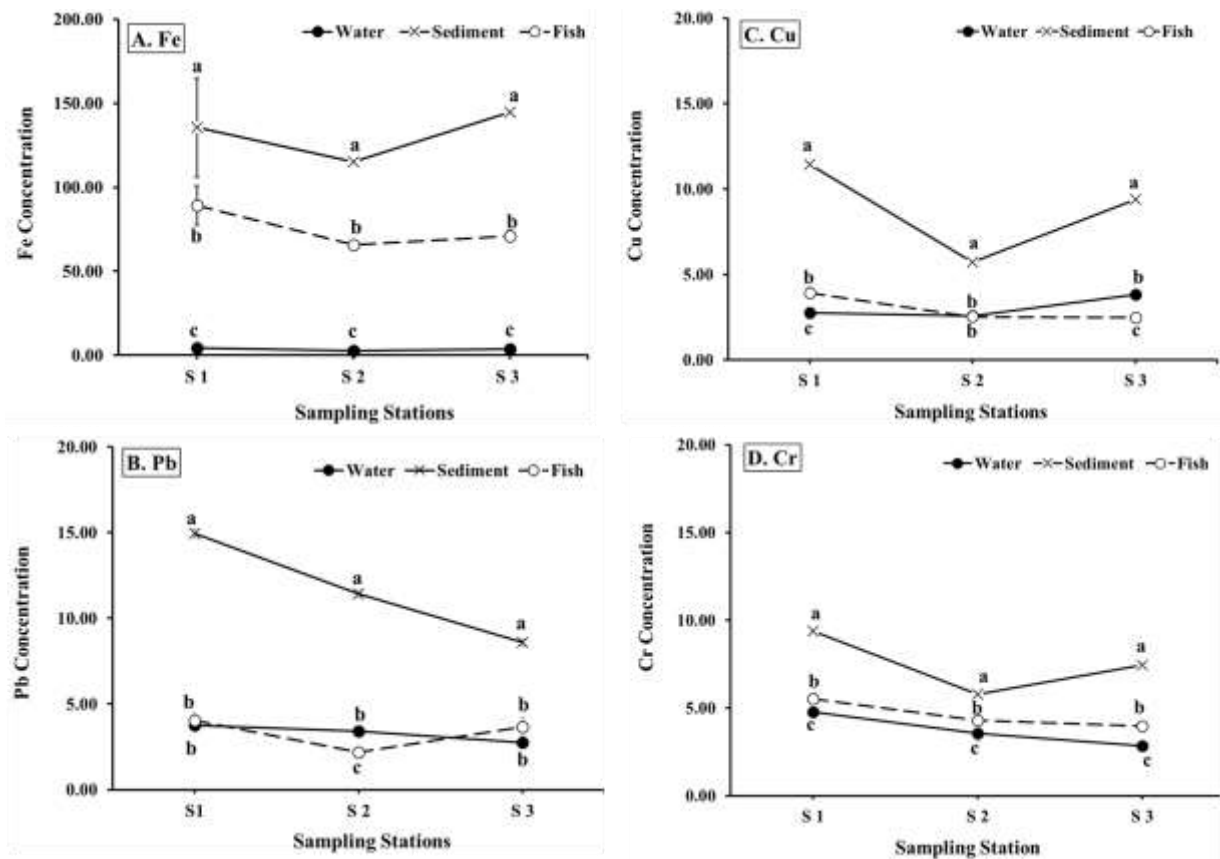 A. Fe
Water Sediment Fish
200.00
150.00
100.00
50.00
0.00
Fe Concentration
a
a
a
b
b
b
c
c
c
S 1 S 2 S 3
Sampling Stations
C. Cu
Water Sediment Fish
20.00
15.00
10.00
5.00
0.00
Cu Concentration
a
a
a
b
b
b
c
b
c
S 1 S 2 S 3
Sampling Stations
B. Pb
Water Sediment Fish
20.00
15.00
10.00
5.00
0.00
Pb Concentration
a
a
a
b
b
b
b
c
b
S1 S 2 S 3
Sampling Stations
D. Cr
Water Sediment Fish
20.00
15.00
10.00
5.00
0.00
Cr Concentration
a
a
a
b
b
b
c
c
c
S 1 S 2 S 3
Sampling Station